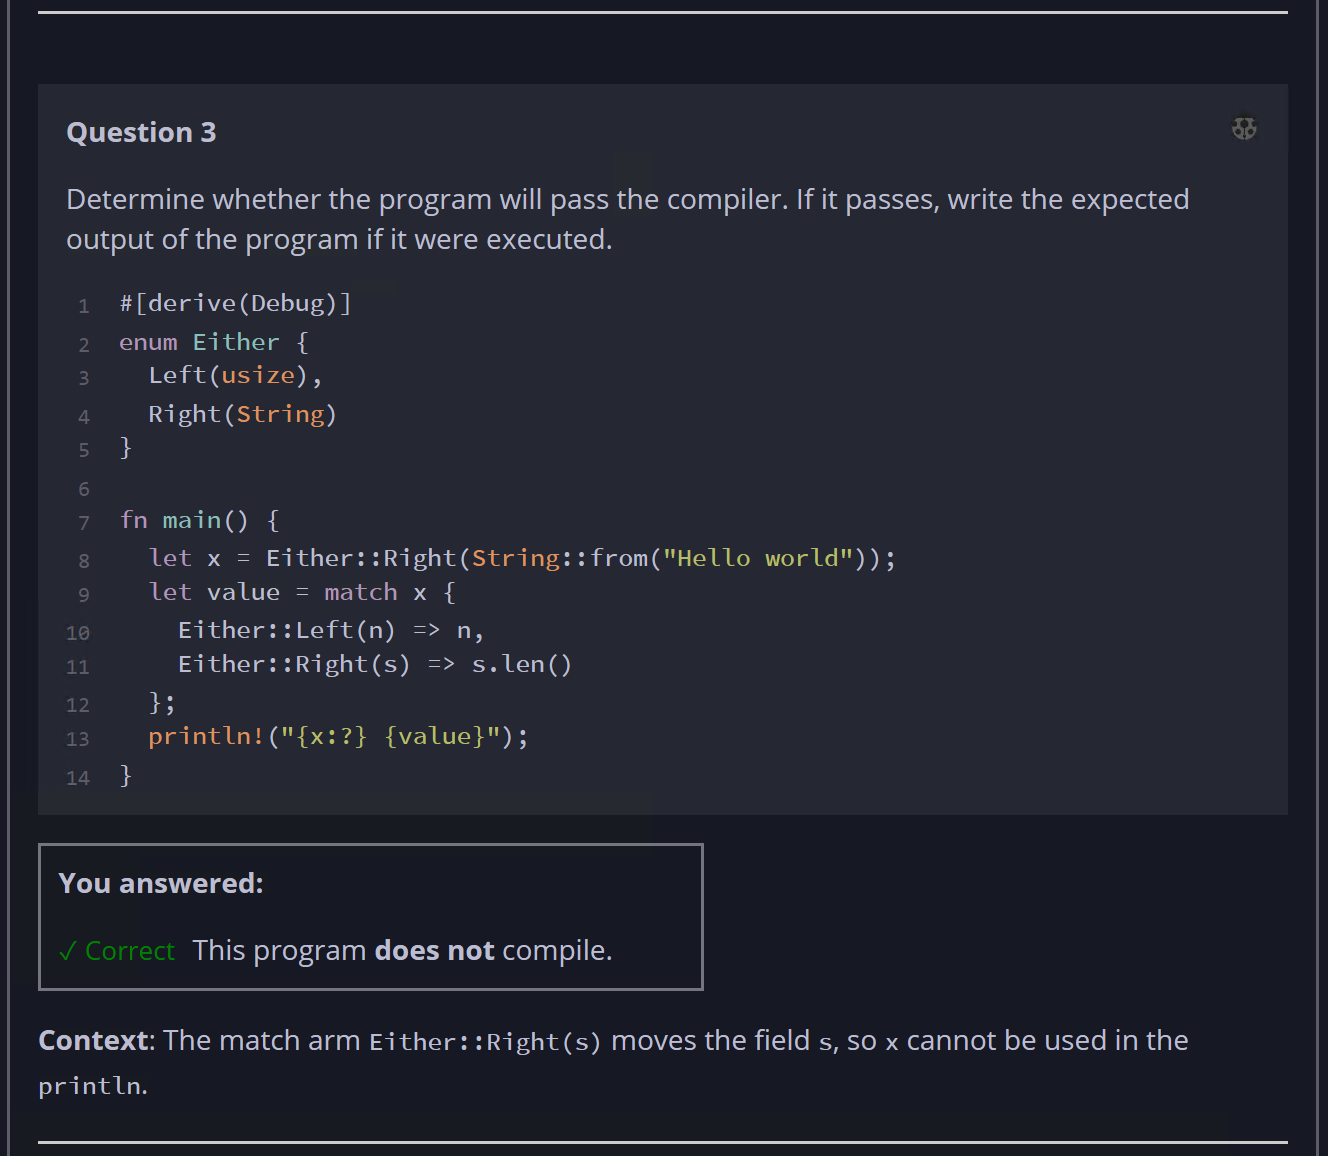 Question 3
Determine whether the program will pass the compiler. If it passes, write the expected
output of the program if it were executed.
1 #[derive(Debug)]
2 enum Either {
3   Left(usize),
4   Right(String)
5 }
6
7 fn main() {
8   let x = Either::Right(String::from("Hello world"));
9   let value = match x {
10     Either::Left(n) => n,
11     Either::Right(s) => s.len()
12   };
13   println!("{x:?} {value}");
14 }
You answered:
✓ Correct This program does not compile.
Context: The match arm Either::Right(s) moves the field s, so x cannot be used in the
println.